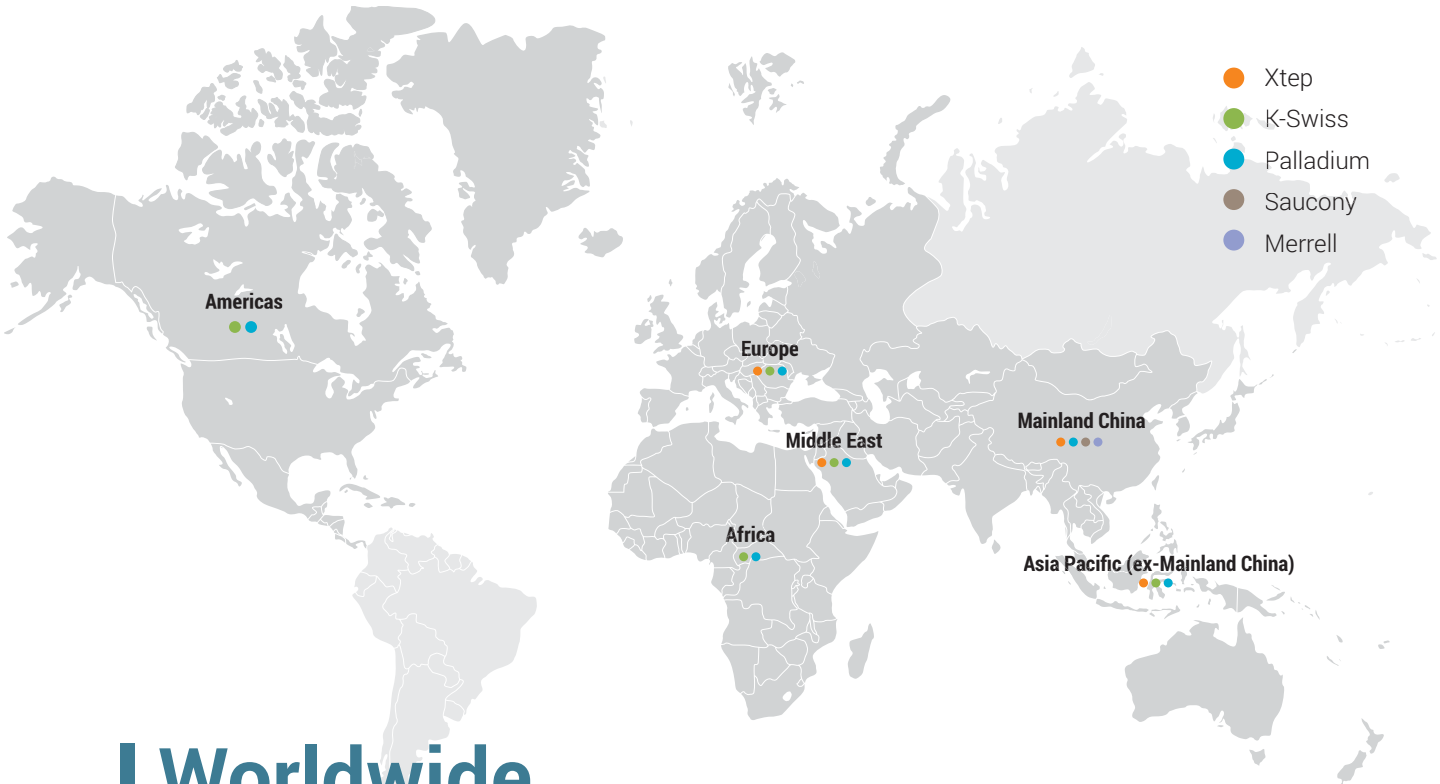 Xtep
K-Swiss
Palladium
Saucony
Merrell
Americas
Europe
Mainland China
Middle East
Africa
Asia Pacific (ex-Mainland China)
Worldwide